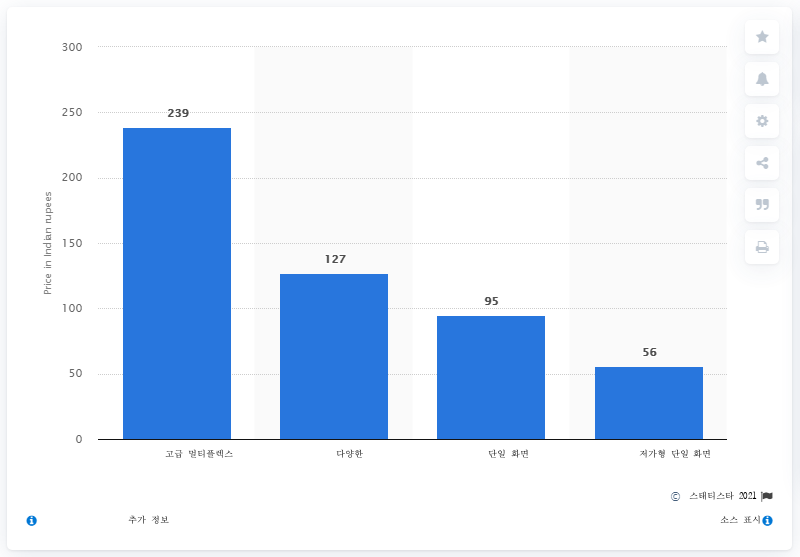 300
250
200
150
100
50
0
Price in Indian rupees
239
127
95
56
고급 멀티플렉스
다양한
단일 화면
저가형 단일 화면
© 스태티스타 2021
추가 정보
소스 표시